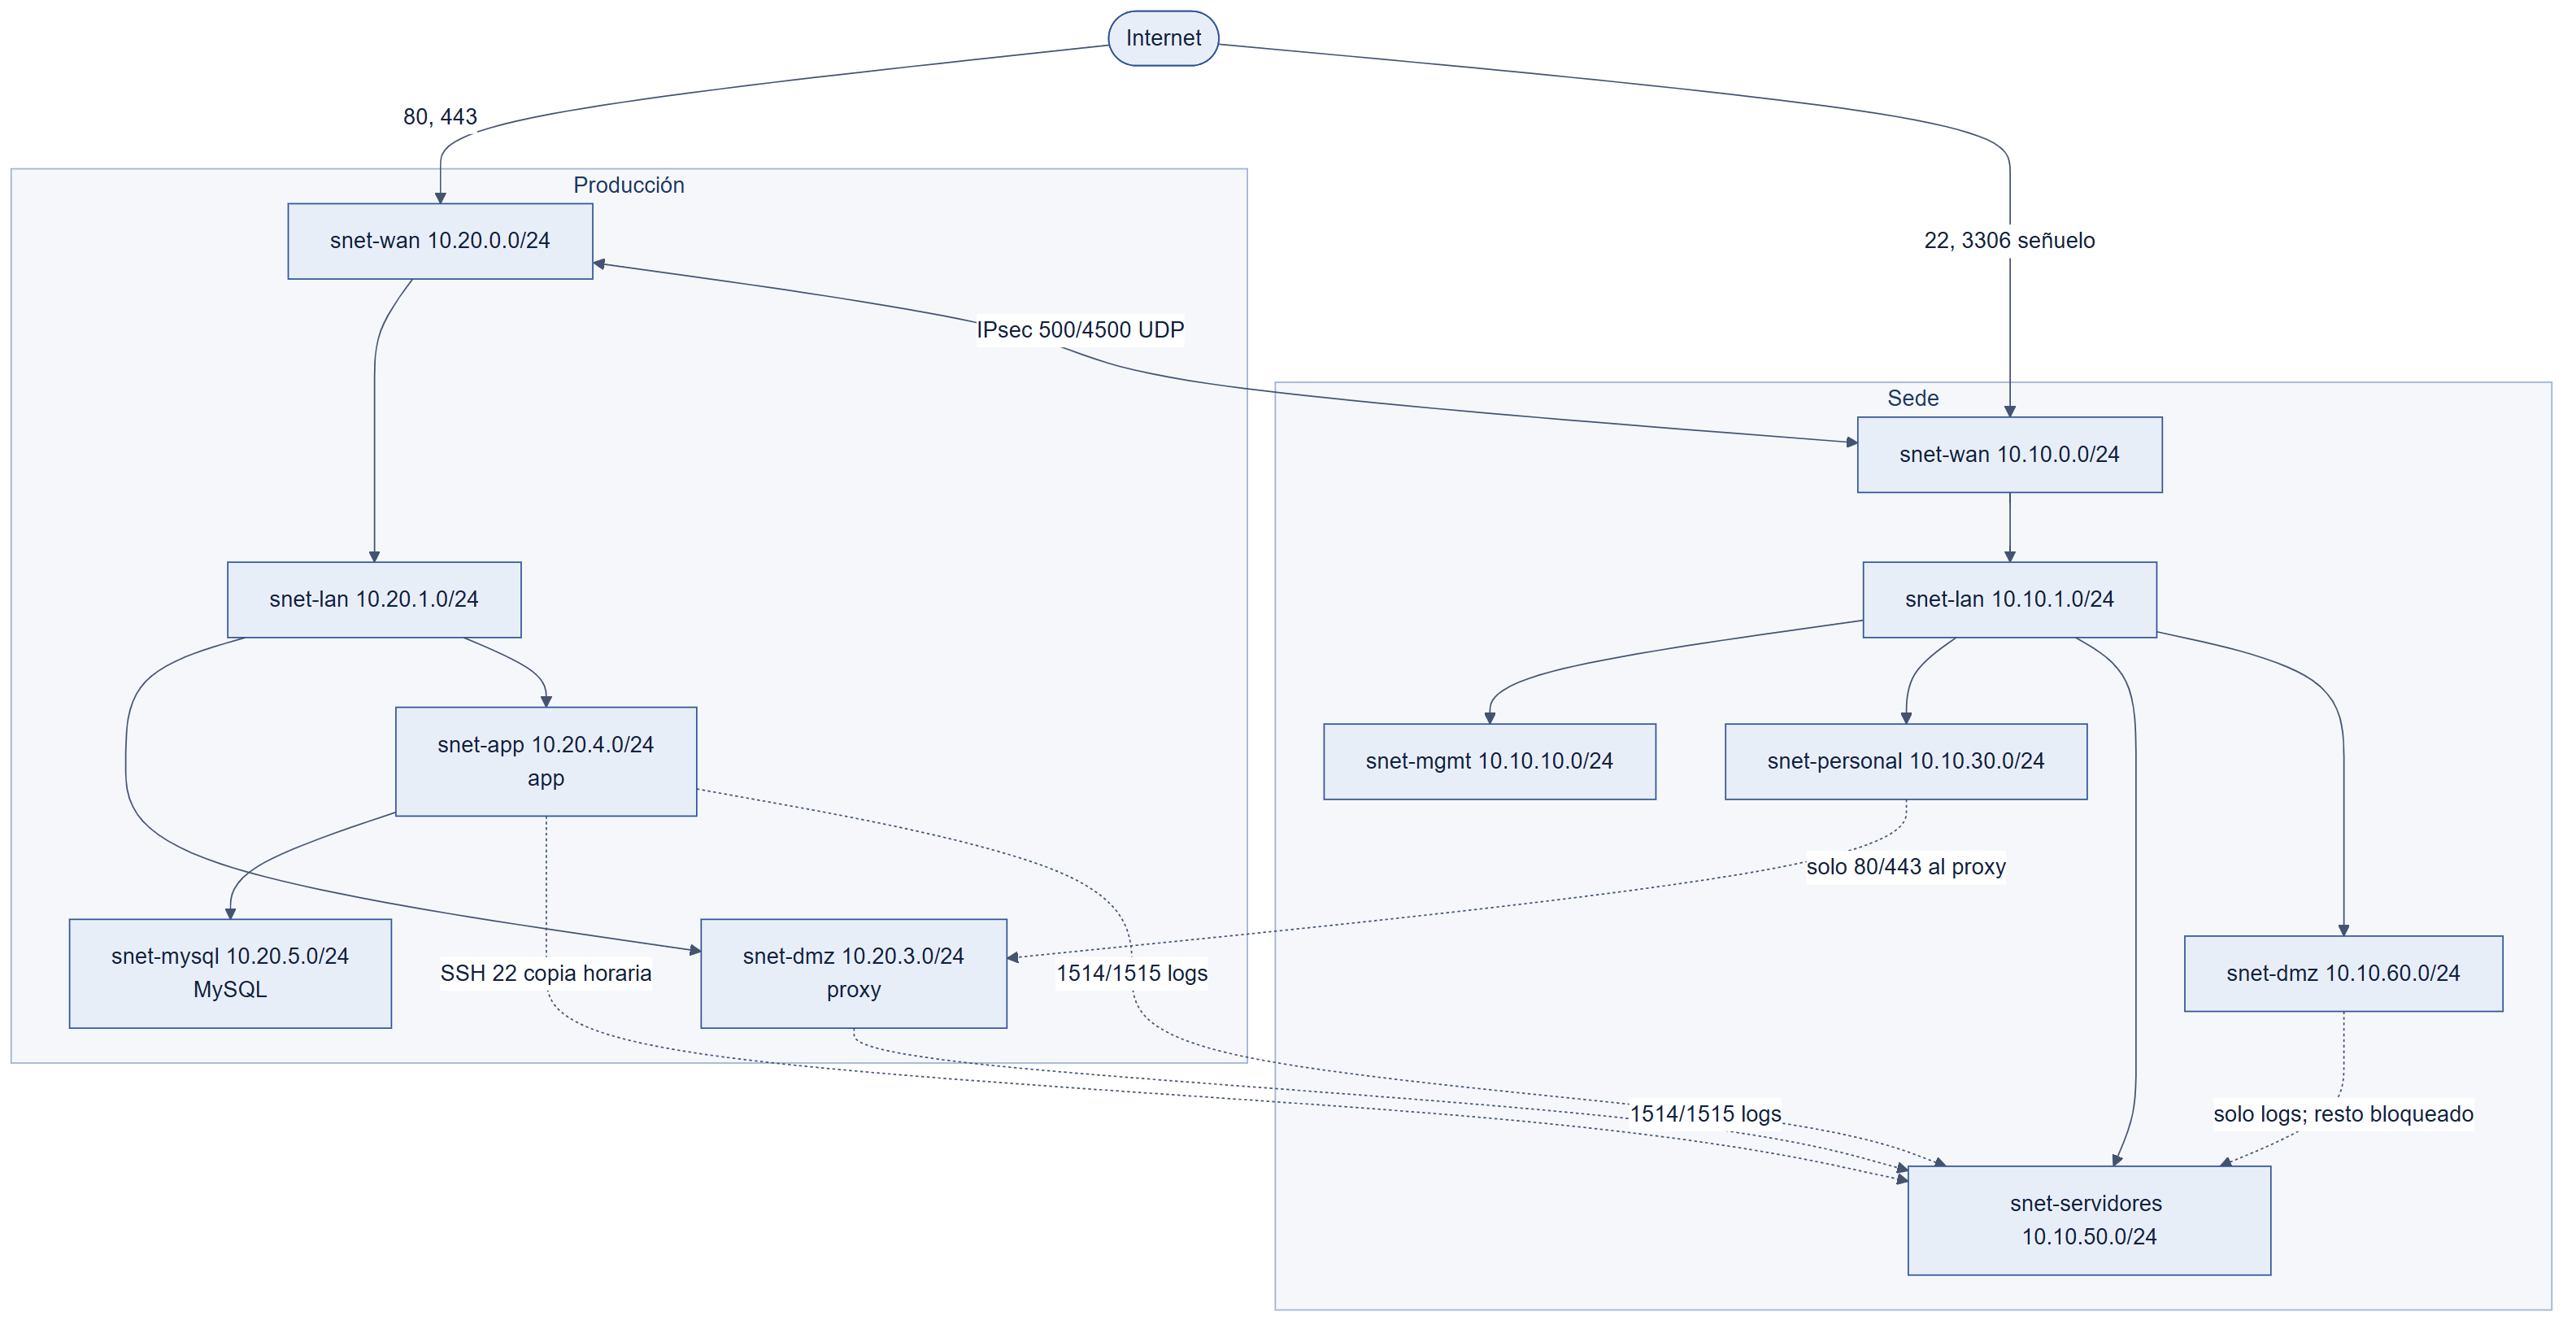 Internet
80, 443
Producción
snet-wan 10.20.0.0/24
22, 3306 señuelo
IPsec 500/4500 UDP
Sede
snet-wan 10.10.0.0/24
snet-lan 10.20.1.0/24
snet-lan 10.10.1.0/24
snet-app 10.20.4.0/24
app
snet-mgmt 10.10.10.0/24
snet-personal 10.10.30.0/24
solo 80/443 al proxy
snet-mysql 10.20.5.0/24
MySQL
SSH 22 copia horaria
snet-dmz 10.20.3.0/24
proxy
1514/1515 logs
snet-dmz 10.10.60.0/24
1514/1515 logs
solo logs; resto bloqueado
snet-servidores
10.10.50.0/24